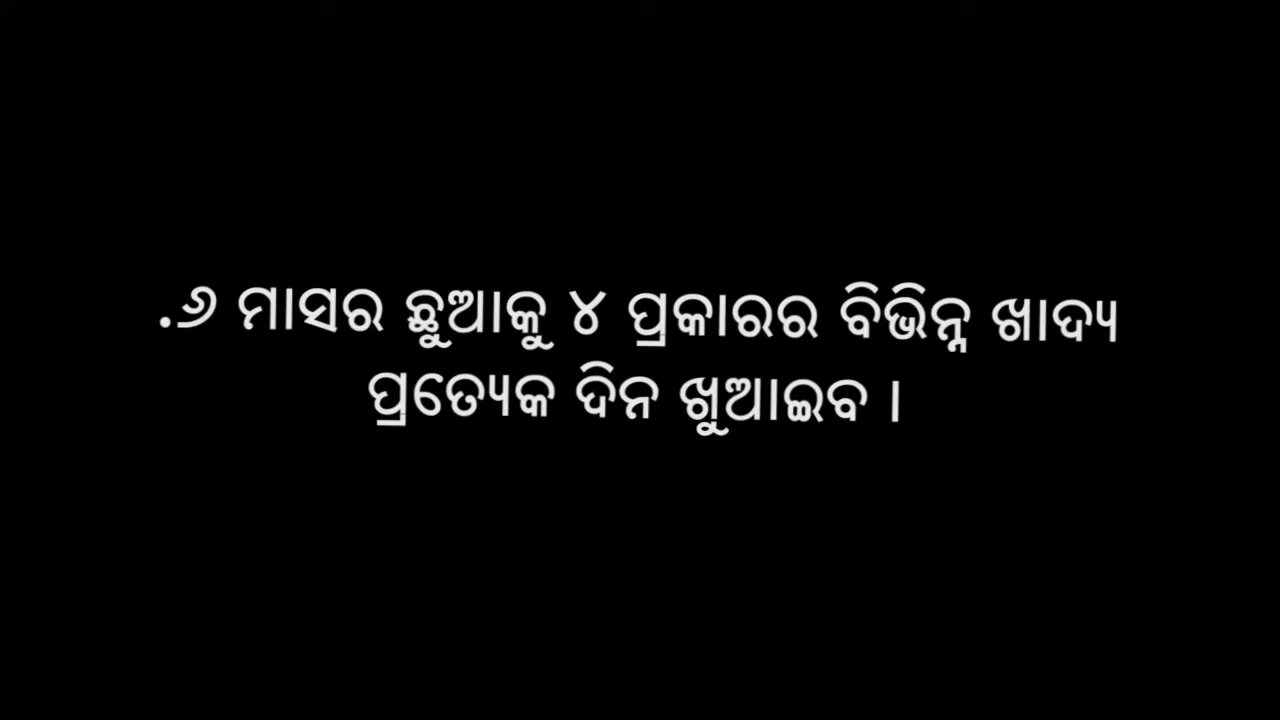 .୬ ମାସର ଛୁଆକୁ ୪ ପ୍ରକାରର ବିଭିନ୍ନ ଖାଦ୍ୟ
ପ୍ରତ୍ୟେକ ଦିନ ଖୁଆଇବ ।